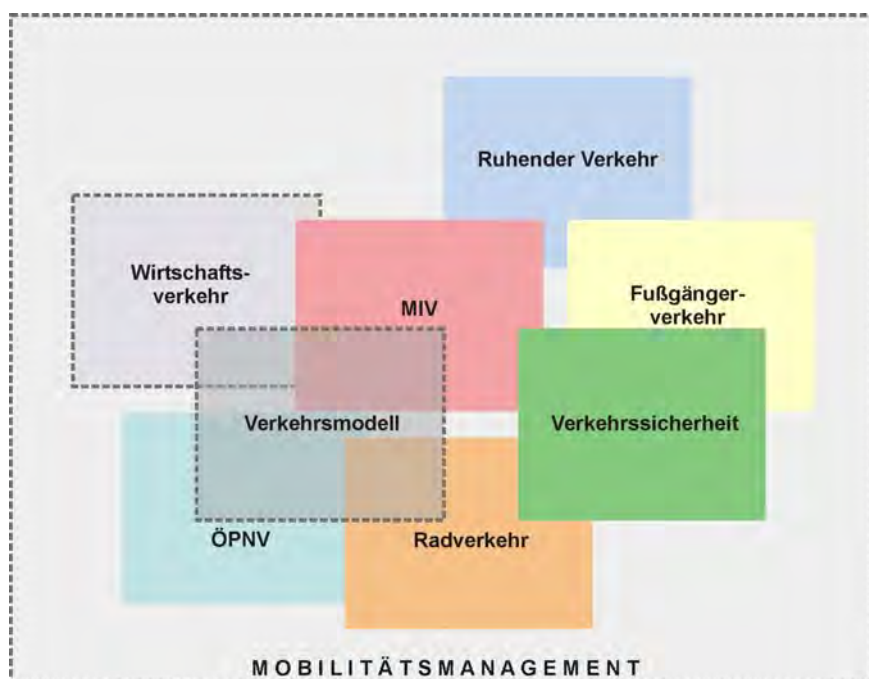 Ruhender Verkehr
Wirtschafts-
verkehr
MIV
Fußgänger-
verkehr
Verkehrsmodell
Verkehrssicherheit
ÖPNV
Radverkehr
MOBILITÄTSMANAGEMENT